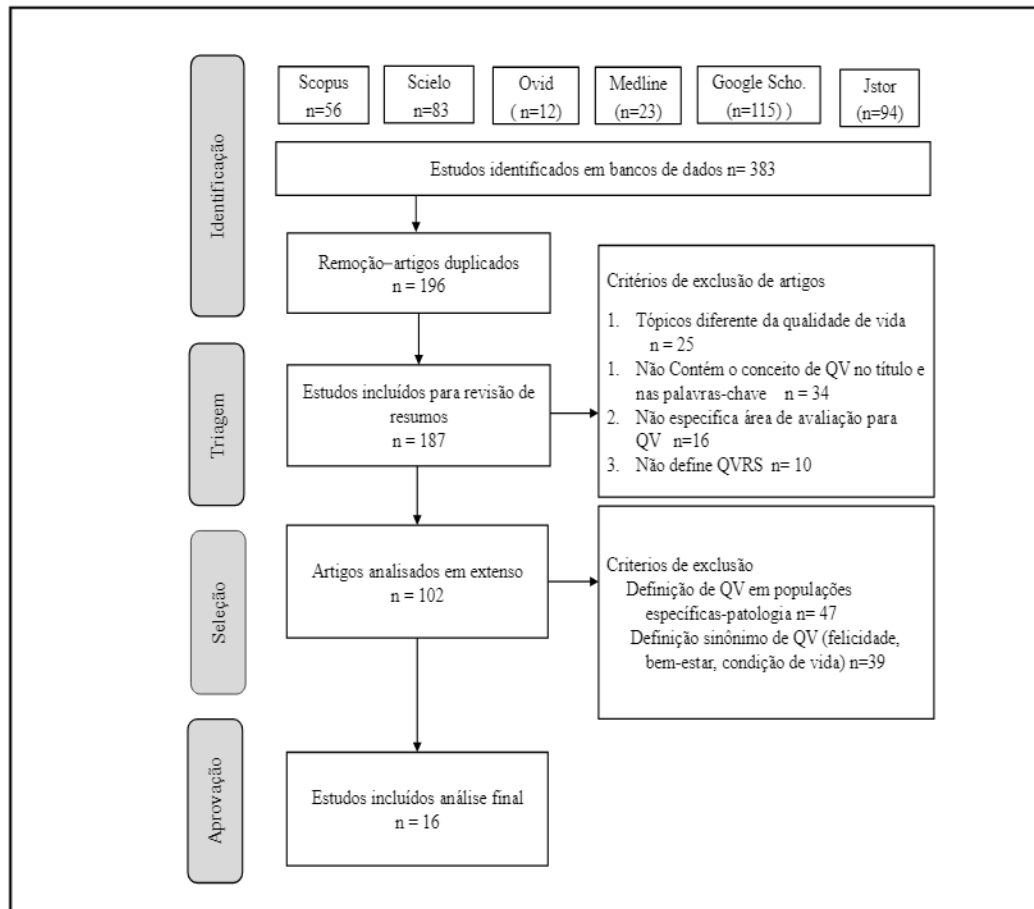 Identificação
Scopus
n=56
Scielo
n=83
Ovid
( n=12)
Medline
(n=23)
Google Scho.
(n=115) )
Jstor
(n=94)
Estudos identificados em bancos de dados n= 383
Remoção–artigos duplicados
n = 196
Triagem
Estudos incluídos para revisão de
resumos
n = 187
Critérios de exclusão de artigos
1. Tópicos diferente da qualidade de vida
n = 25
1. Não Contém o conceito de QV no título e
nas palavras-chave n = 34
2. Não especifica área de avaliação para
QV n=16
3. Não define QVRS n= 10
Seleção
Artigos analisados em extenso
n = 102
Criterios de exclusão
Definição de QV em populações
específicas-patologia n= 47
Definição sinônimo de QV (felicidade,
bem-estar, condição de vida) n=39
Aprovação
Estudos incluídos análise final
n = 16